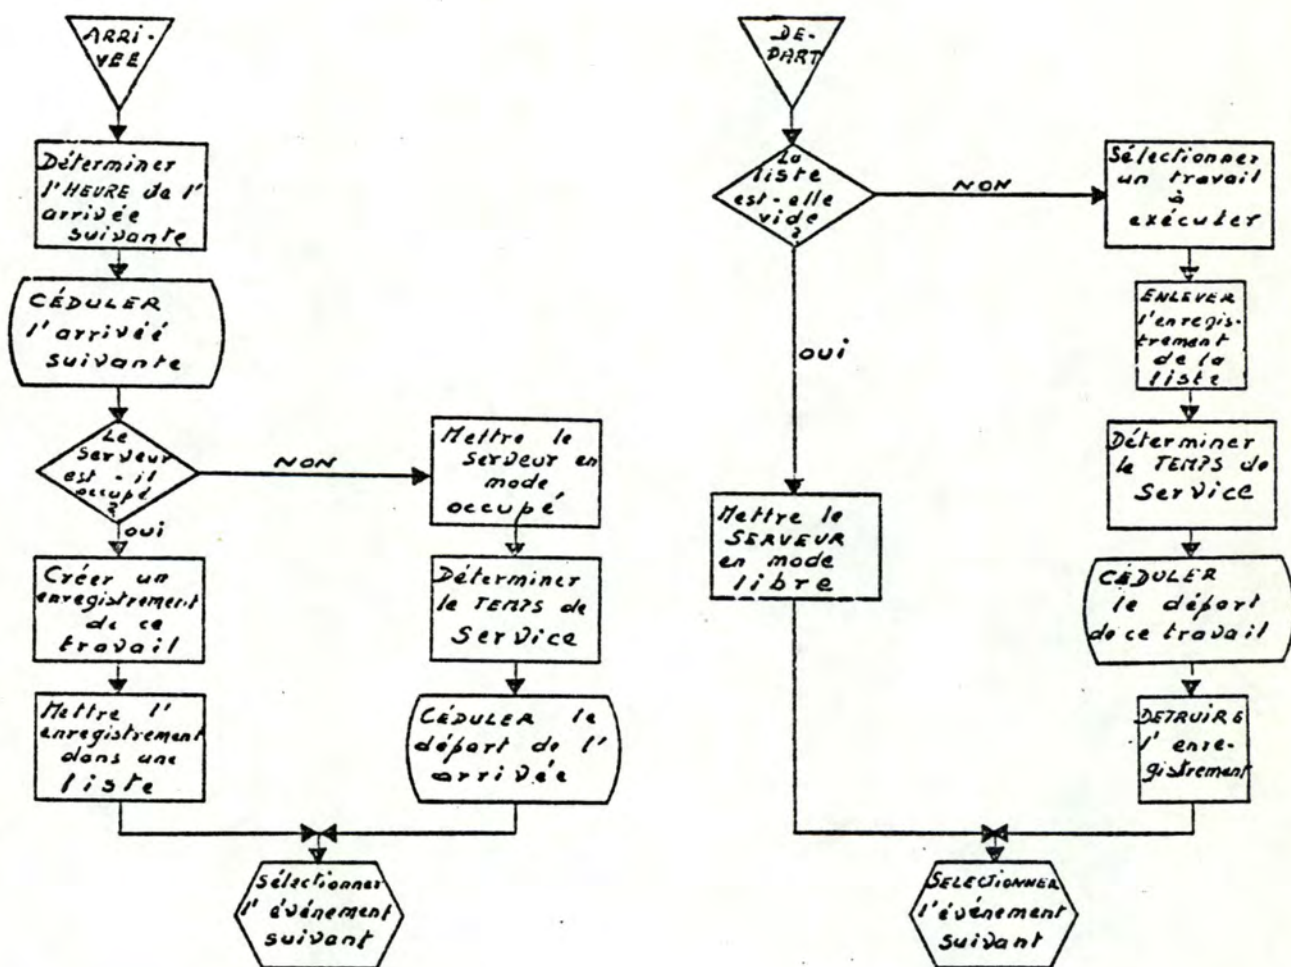 ARRI-
VÉE
Déterminer
l'HEURE de l'
arrivée
suivante
CÉDULER
l'arrivéé
suivante
Le
Serveur
est-il
occupé
?
NON
OUI
Mettre le
Serveur en
mode
occupé
Créer un
enregistrement
de ce
travail
Déterminer
le TEMPS de
Service
Mettre l'
enregistrement
dans une
liste
CÉDULER le
départ de l'
arrivée
Sélectionner
l'événement
suivant
DE-
PART
La
liste
est-elle
vide
?
NON
OUI
Sélectionner
un travail
à
exécuter
ENLEVER
l'enregis-
trement
de la
liste
Déterminer
le TEMPS de
Service
Mettre le
SERVEUR
en mode
libre
CÉDULER
le départ
de ce travail
DETRUIRE
l'enre-
gistrement
SELECTIONNER
l'événement
suivant